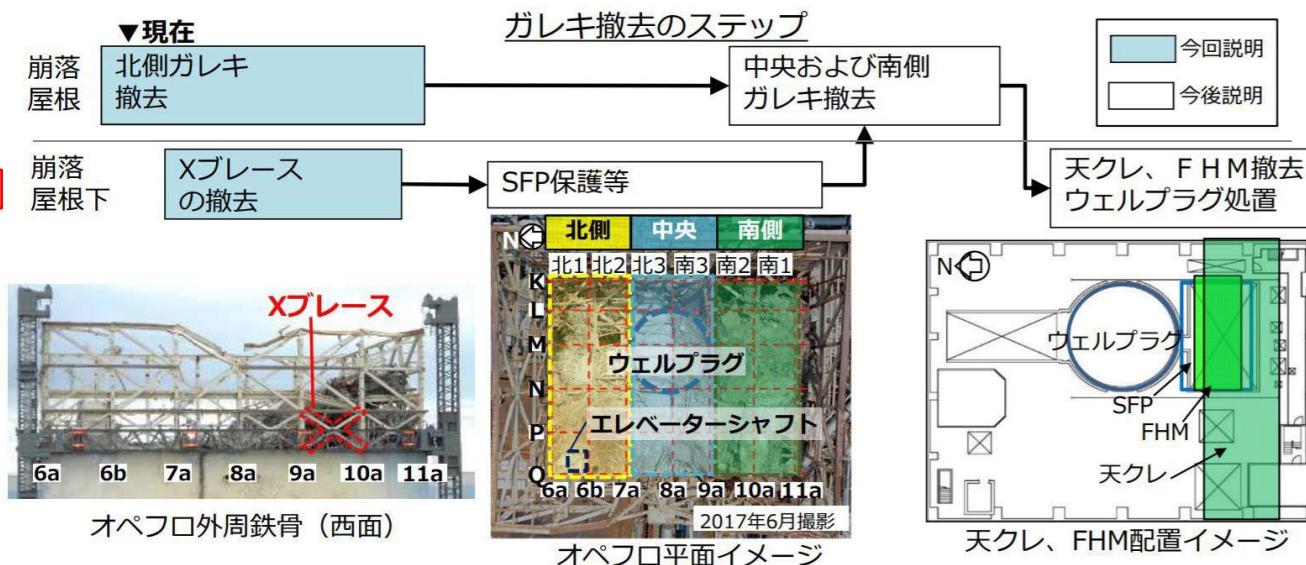 ガレキ撤去のステップ
▼現在
崩落
屋根
北側ガレキ
撤去
中央および南側
ガレキ撤去
今回説明
今後説明
崩落
屋根下
Xブレース
の撤去
SFP保護等
天クレ、ＦＨＭ撤去
ウェルプラグ処置
Xブレース
6a 6b 7a 8a 9a 10a 11a
オペフロ外周鉄骨（西面）
N
北側 中央 南側
北1 北2 北3 南3 南2 南1
K
L
M
ウェルプラグ
N
エレベーターシャフト
P
Q
6a 6b 7a 8a 9a 10a 11a
2017年6月撮影
オペフロ平面イメージ
N
ウェルプラグ
SFP
FHM
天クレ
天クレ、FHM配置イメージ